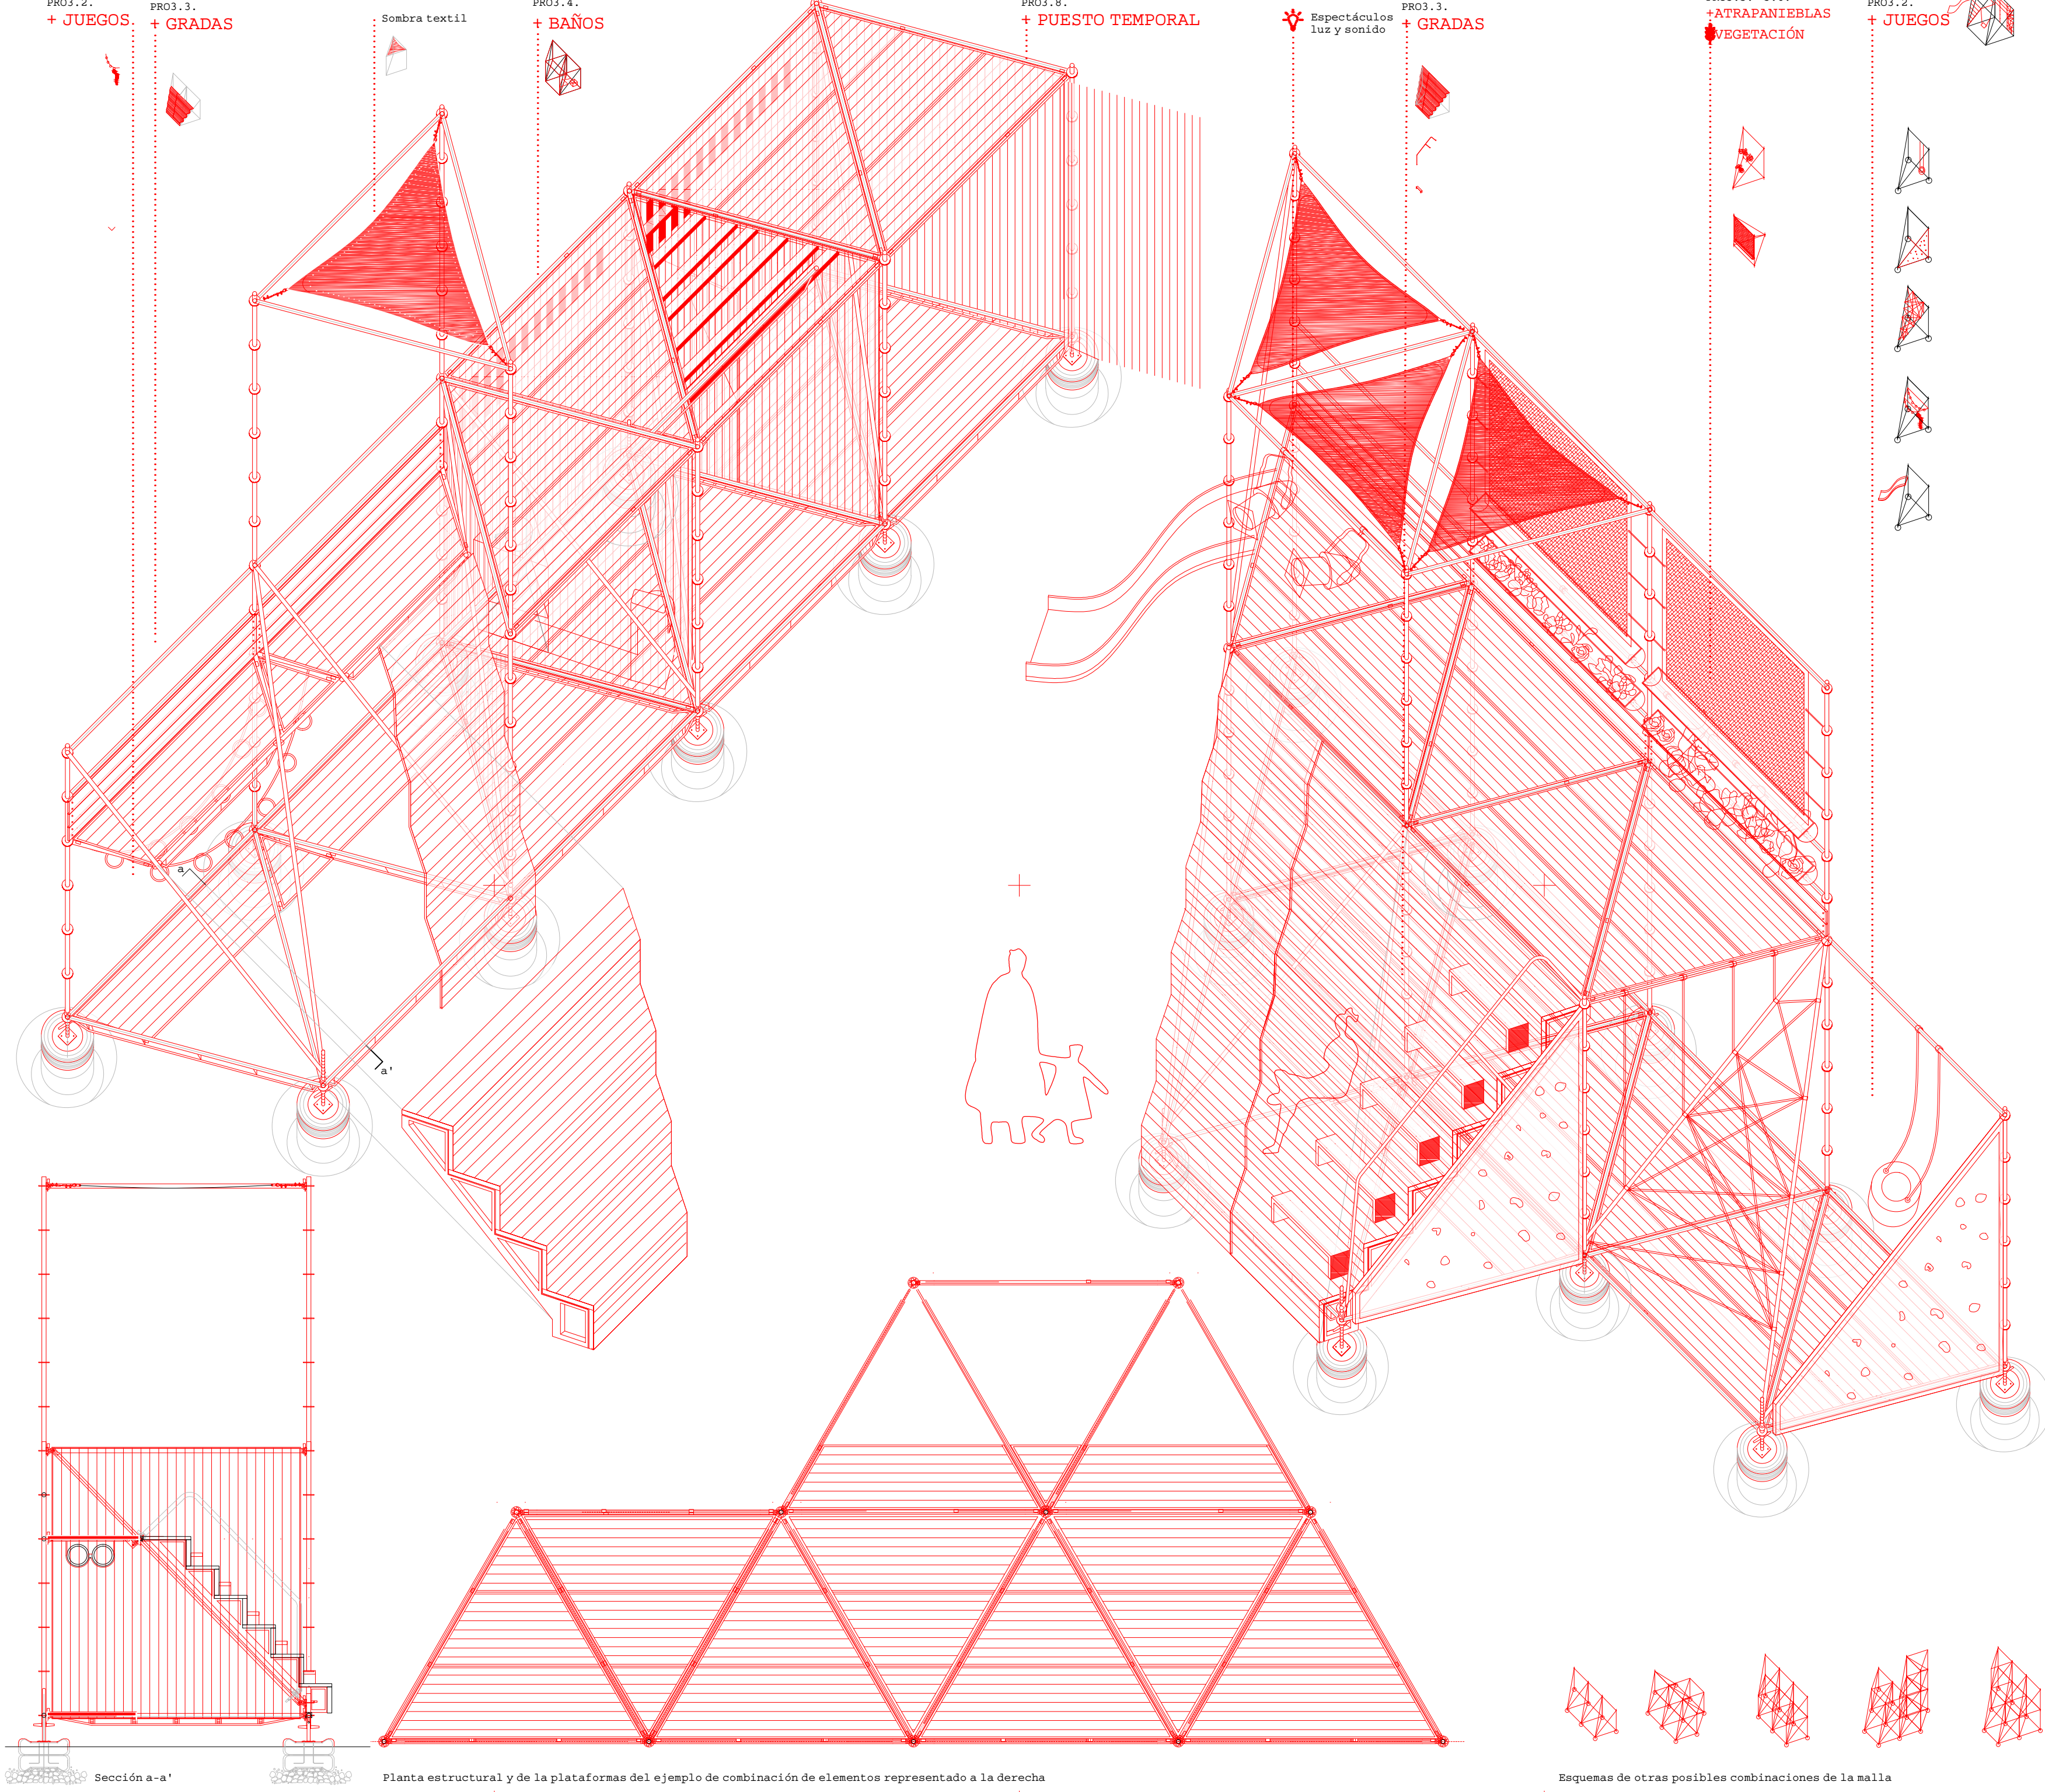 PRO3.2.
+ JUEGOS
PRO3.3.
+ GRADAS
Sombra textil
PRO3.4.
+ BAÑOS
PRO3.8.
+ PUESTO TEMPORAL
Espectáculos
luz y sonido
PRO3.3.
+ GRADAS
+ATRAPANIEBLAS
VEGETACIÓN
PRO3.2.
+ JUEGOS
a
a'
Sección a-a'
Planta estructural y de la plataformas del ejemplo de combinación de elementos representado a la derecha
Esquemas de otras posibles combinaciones de la malla